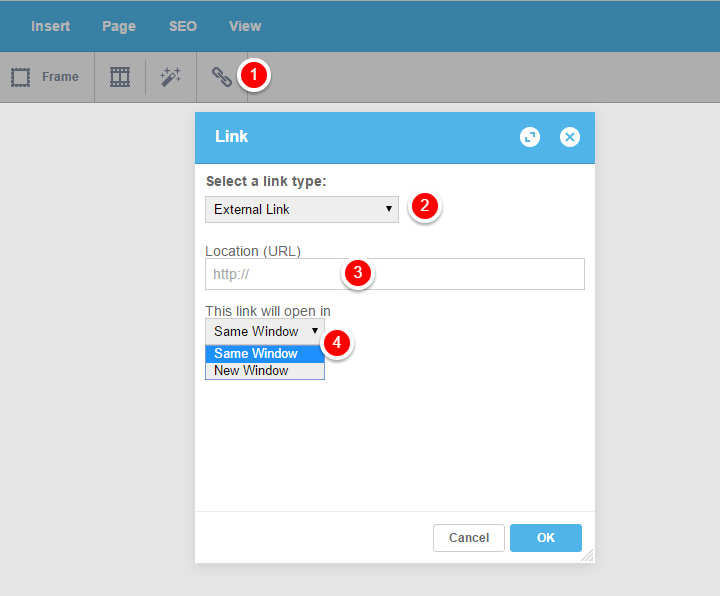 Insert Page SEO View
Frame 1
Link
Select a link type:
External Link 2
Location (URL)
http:// 3
This link will open in
Same Window 4
Same Window
New Window
Cancel OK